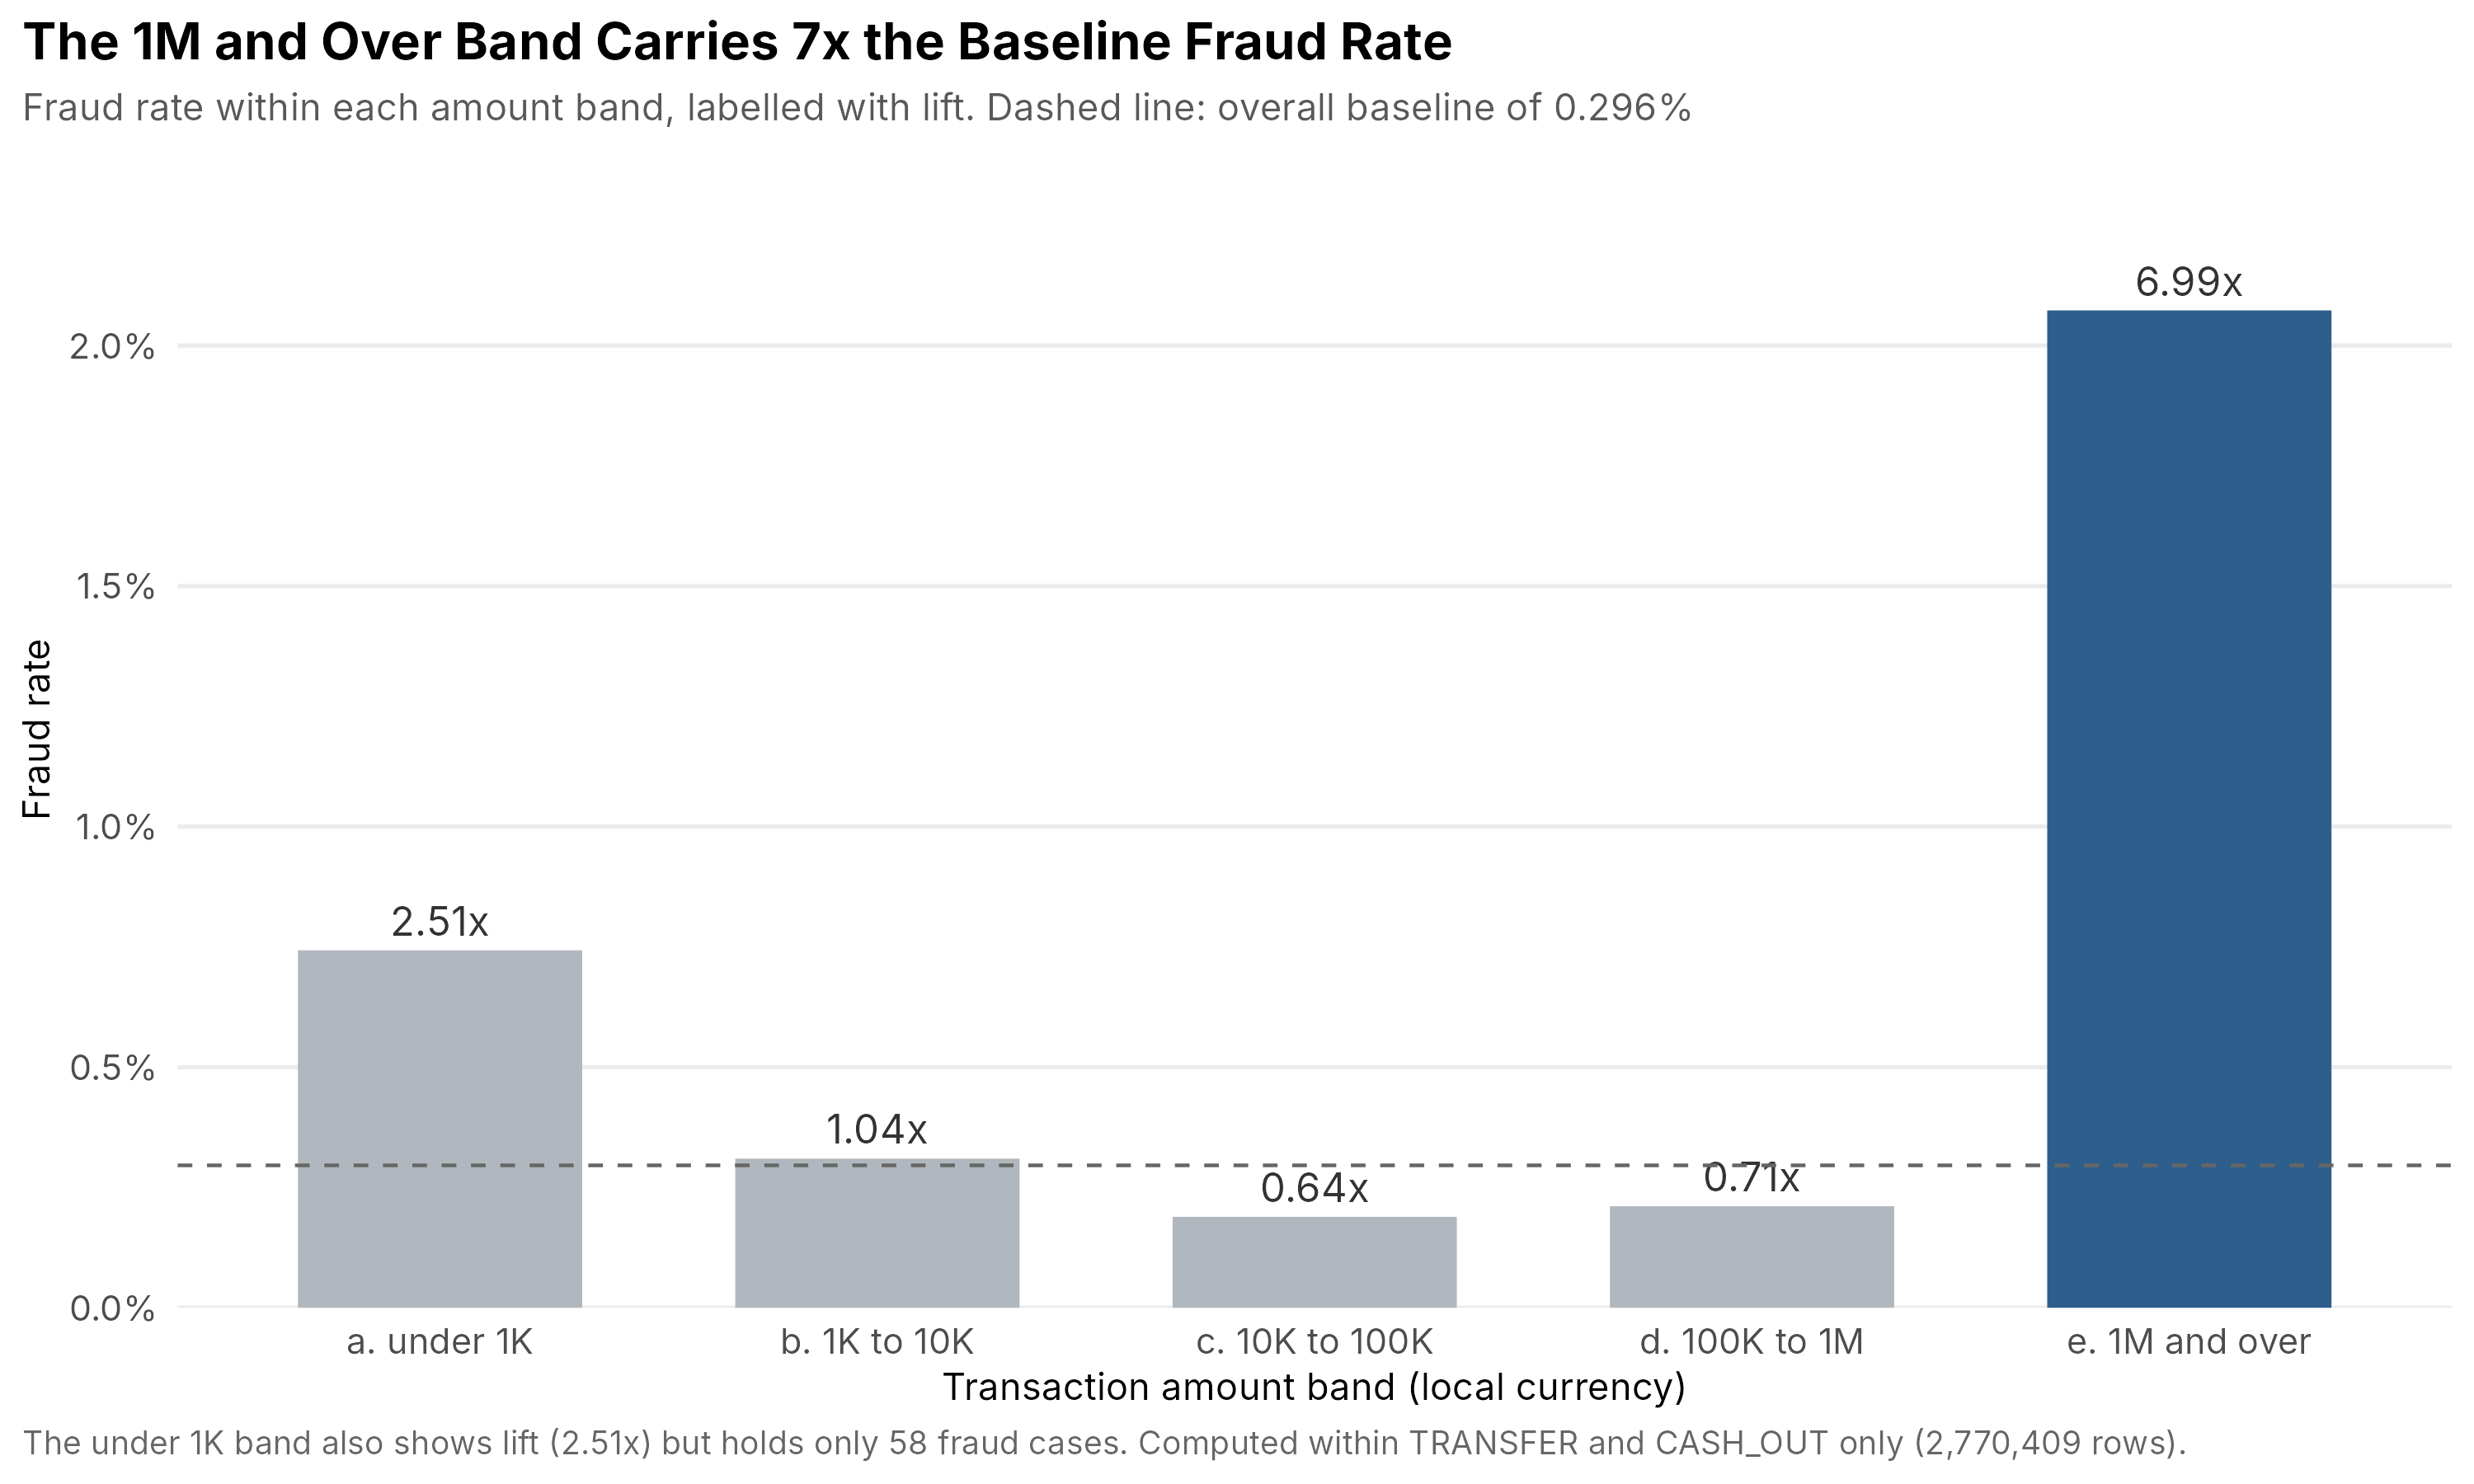 The 1M and Over Band Carries 7x the Baseline Fraud Rate
Fraud rate within each amount band, labelled with lift. Dashed line: overall baseline of 0.296%
6.99x
2.0%
1.5%
Fraud rate
1.0%
2.51x
0.5%
1.04x
0.64x
0.71x
0.0%
a. under 1K
b. 1K to 10K
c. 10K to 100K
d. 100K to 1M
e. 1M and over
Transaction amount band (local currency)
The under 1K band also shows lift (2.51x) but holds only 58 fraud cases. Computed within TRANSFER and CASH_OUT only (2,770,409 rows).